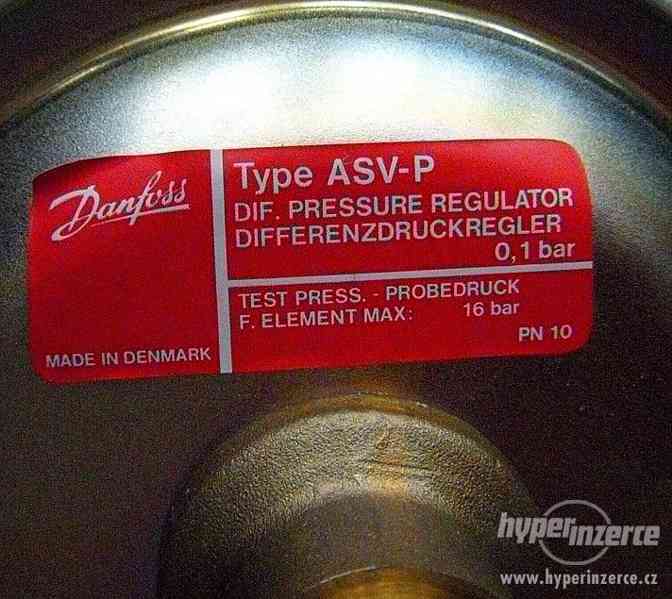 Danfoss
MADE IN DENMARK
Type ASV-P
DIF. PRESSURE REGULATOR
DIFFERENZDRUCKREGLER
0,1 bar
TEST PRESS. - PROBEDRUCK
F. ELEMENT MAX: 16 bar
PN 10
hyperinzerce
www.hyperinzerce.cz